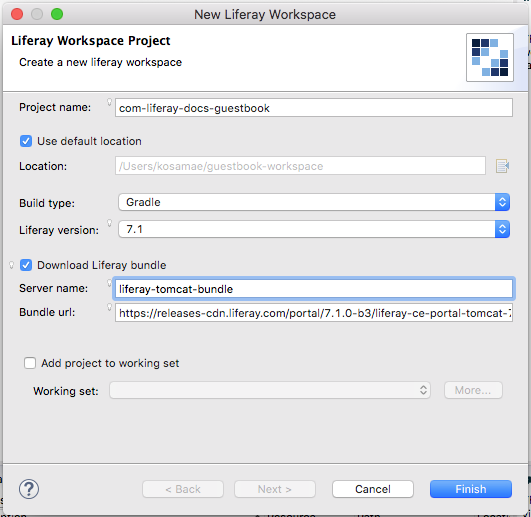 New Liferay Workspace
Liferay Workspace Project
Create a new liferay workspace
Project name: com-liferay-docs-guestbook
Use default location
Location: /Users/kosamae/guestbook-workspace
Build type: Gradle
Liferay version: 7.1
Download Liferay bundle
Server name: liferay-tomcat-bundle
Bundle url: https://releases-cdn.liferay.com/portal/7.1.0-b3/liferay-ce-portal-tomcat-7
Add project to working set
Working set: More...
? < Back Next > Cancel Finish